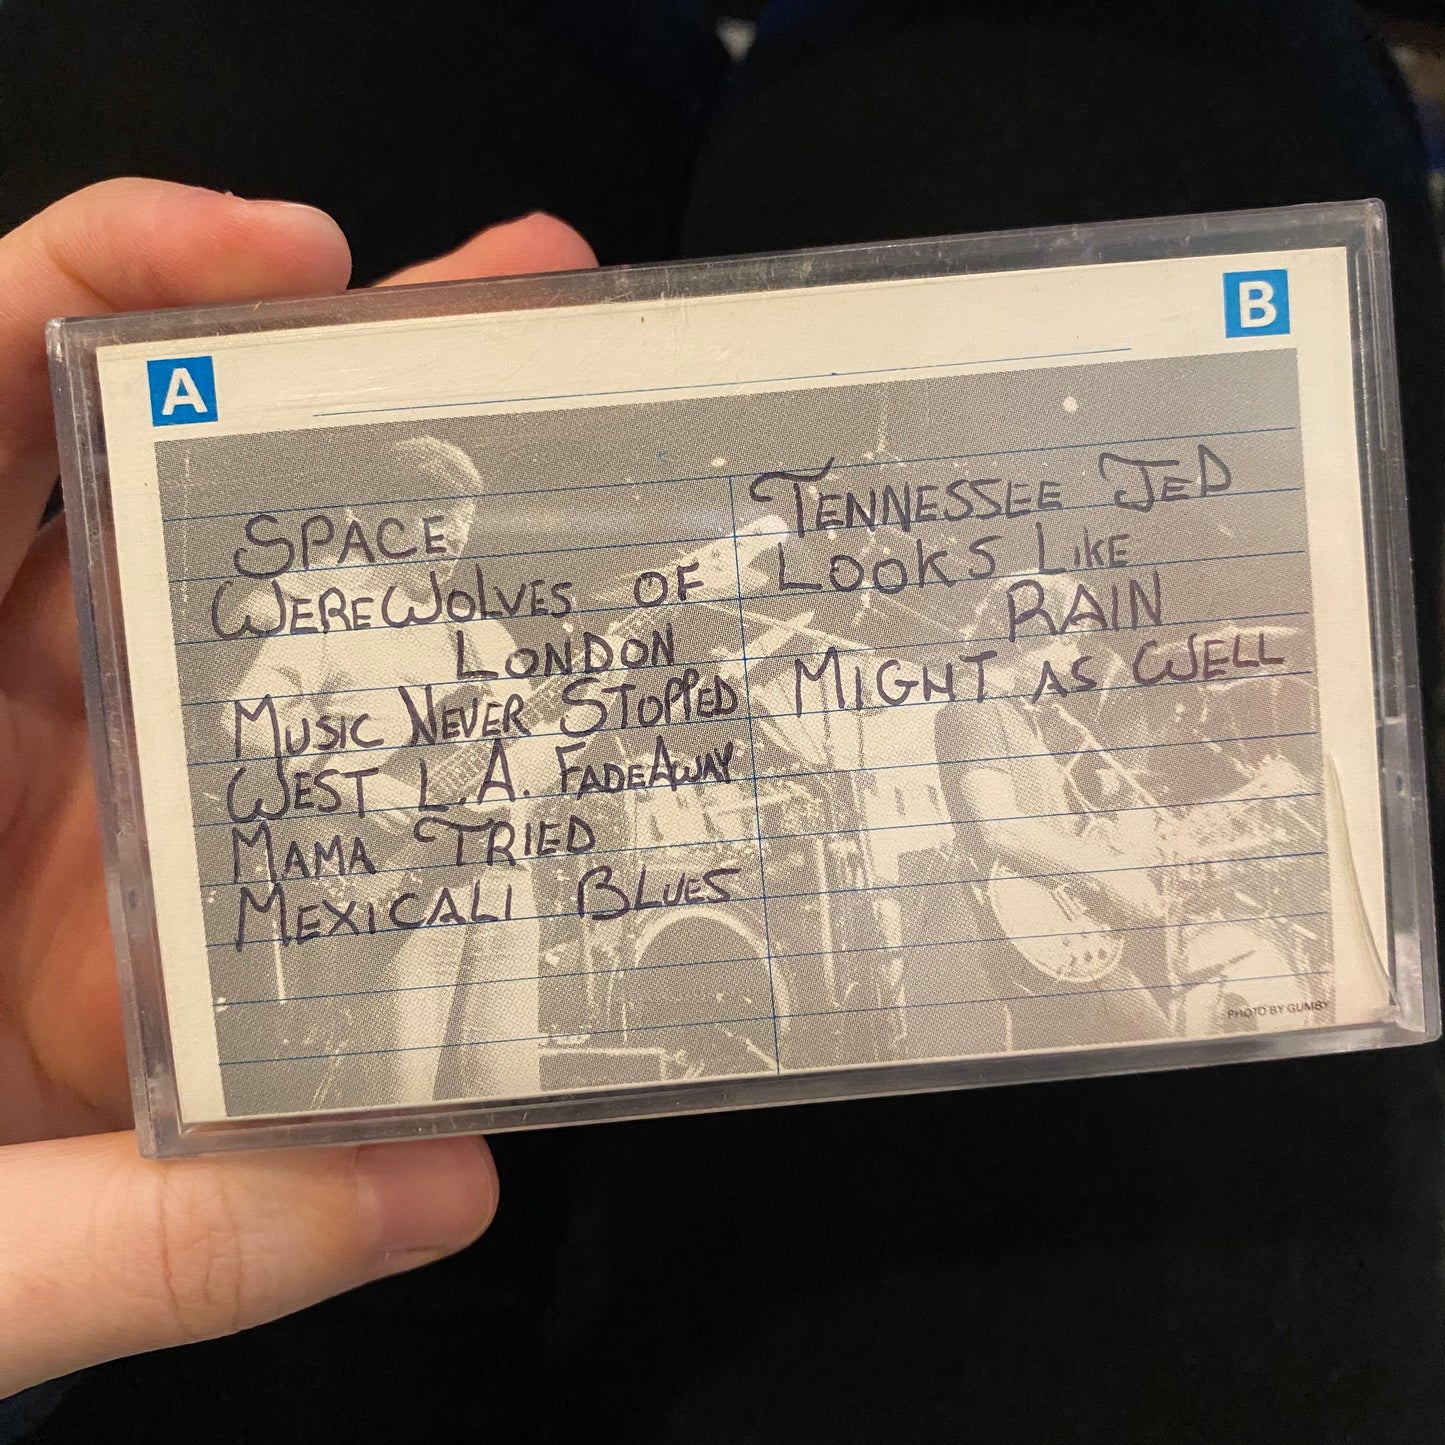 A
B
SPACE
WEREWOLVES OF
LONDON
MUSIC NEVER STOPPED
WEST L.A. FADEAWAY
MAMA TRIED
MEXICALI BLUES
TENNESSEE JED
LOOKS LIKE
RAIN
MIGHT AS WELL
PHOTO BY GUMBY